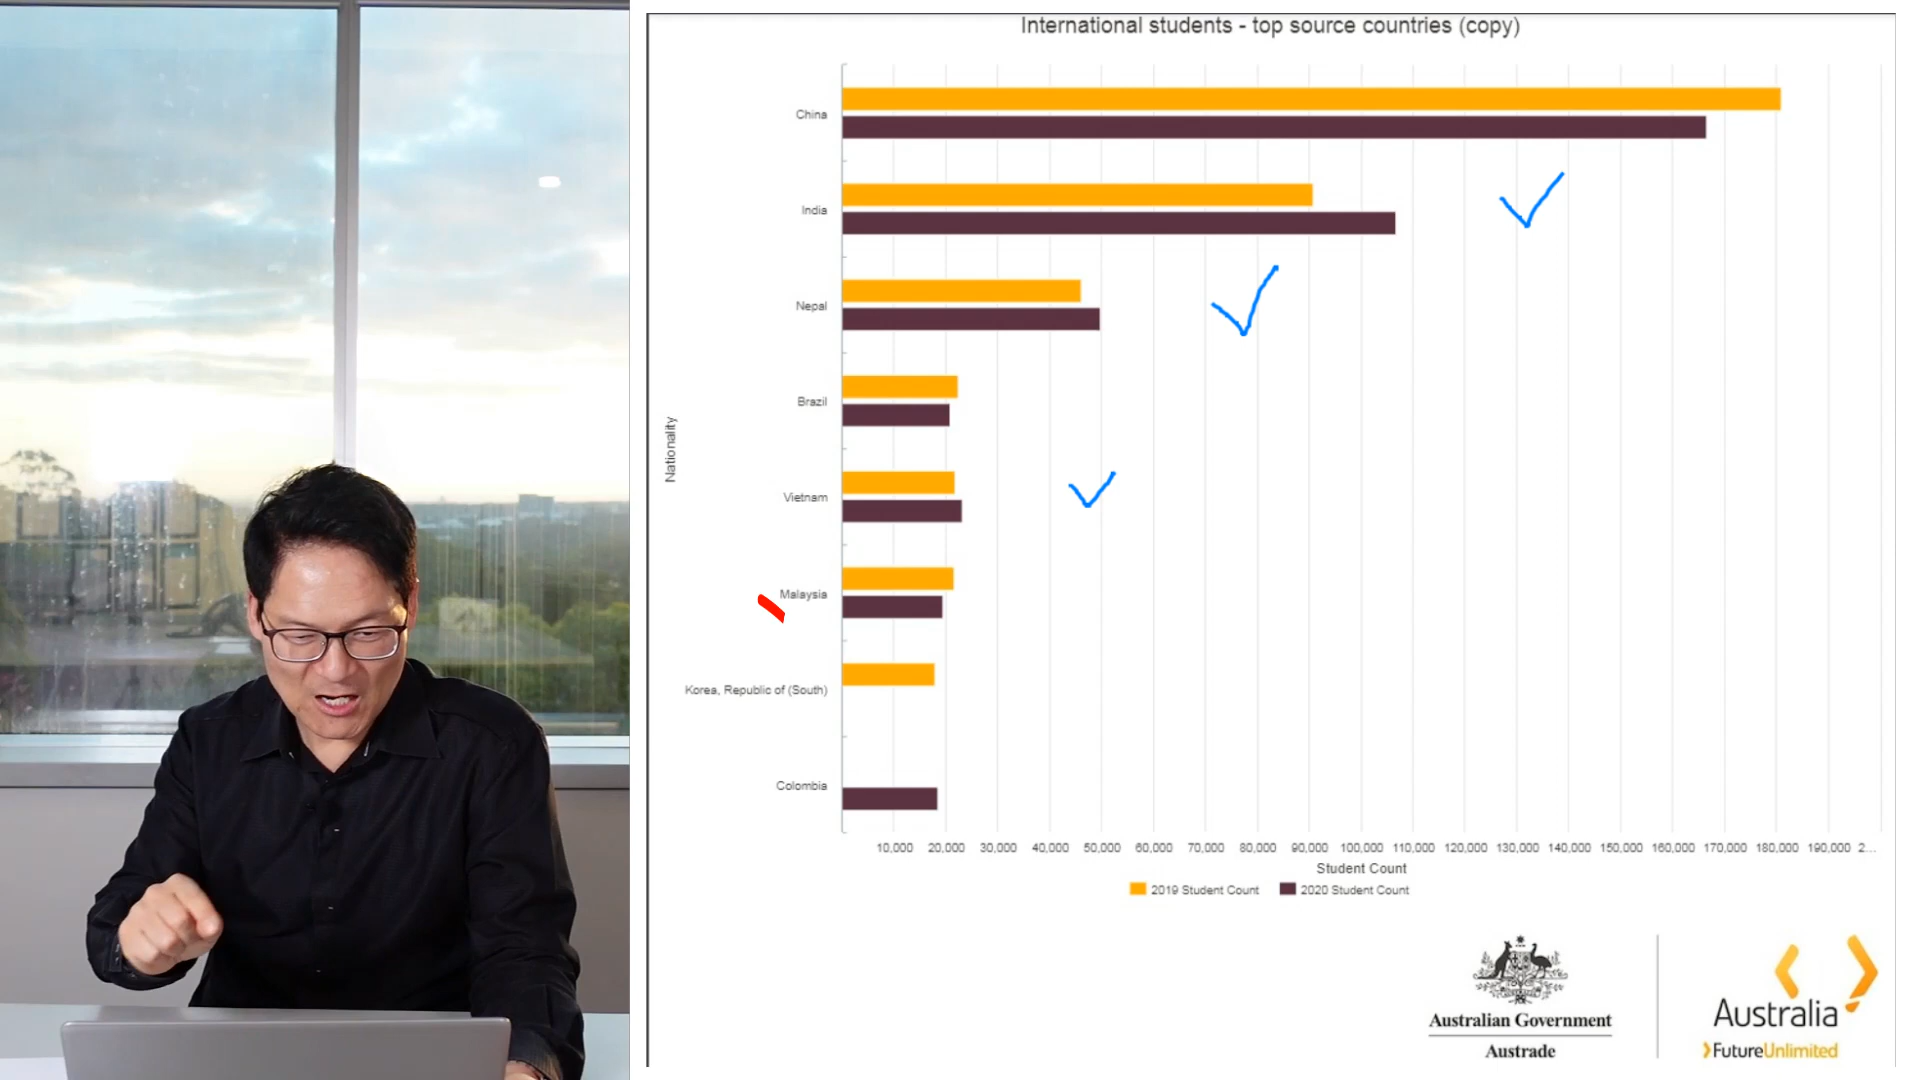 International students - top source countries (copy)
China
India
Nepal
Brazil
Vietnam
Malaysia
Korea, Republic of (South)
Colombia
Nationality
10,000 20,000 30,000 40,000 50,000 60,000 70,000 80,000 90,000 100,000 110,000 120,000 130,000 140,000 150,000 160,000 170,000 180,000 190,000 2...
Student Count
2019 Student Count 2020 Student Count
Australian Government
Austrade
Australia
FutureUnlimited